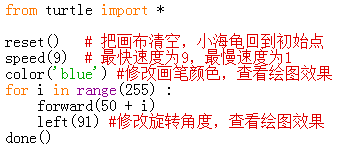 from turtle import *
reset()   # 把画布清空，小海龟回到初始点
speed(9)  # 最快速度为9，最慢速度为1
color('blue') #修改画笔颜色，查看绘图效果
for i in range(255) :
    forward(50 + i)
    left(91) #修改旋转角度，查看绘图效果
done()